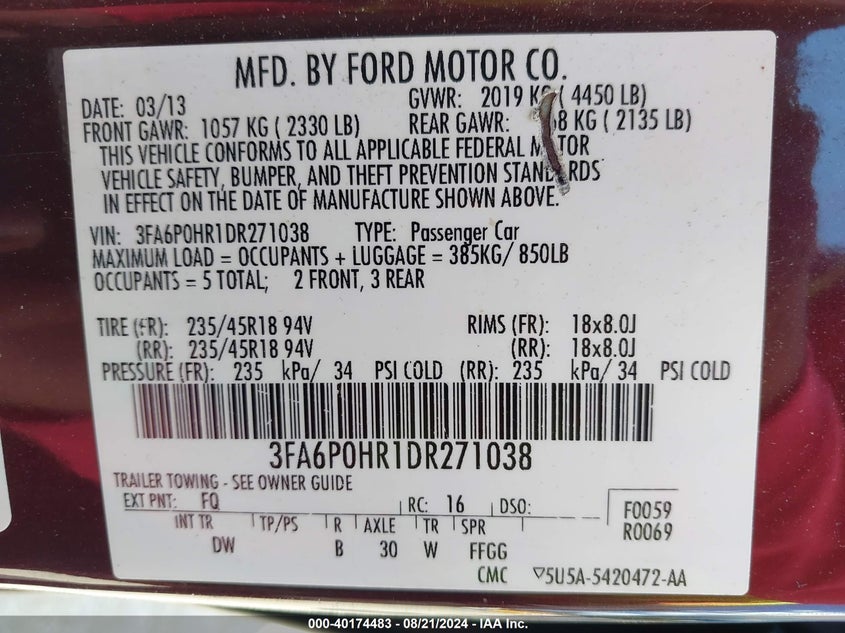 MFD. BY FORD MOTOR CO.
DATE: 03/13 GVWR: 2019 KG ( 4450 LB)
FRONT GAWR: 1057 KG ( 2330 LB) REAR GAWR: KG ( 2135 LB)
THIS VEHICLE CONFORMS TO ALL APPLICABLE FEDERAL MOTOR
VEHICLE SAFETY, BUMPER, AND THEFT PREVENTION STANDARDS
IN EFFECT ON THE DATE OF MANUFACTURE SHOWN ABOVE.
VIN: 3FA6P0HR1DR271038 TYPE: Passenger Car
MAXIMUM LOAD = OCCUPANTS + LUGGAGE = 385KG/ 850LB
OCCUPANTS = 5 TOTAL; 2 FRONT, 3 REAR
TIRE (FR): 235/45R18 94V RIMS (FR): 18x8.0J
(RR): 235/45R18 94V (RR): 18x8.0J
PRESSURE (FR): 235 kPa/ 34 PSI COLD (RR): 235 kPa/ 34 PSI COLD
3FA6P0HR1DR271038
TRAILER TOWING - SEE OWNER GUIDE
EXT PNT: FQ RC: 16 DSO: F0059
INT TR TP/PS R AXLE TR SPR R0069
DW B 30 W FFGG
CMC 5U5A-5420472-AA
000-40174483 - 08/21/2024 - IAA Inc.